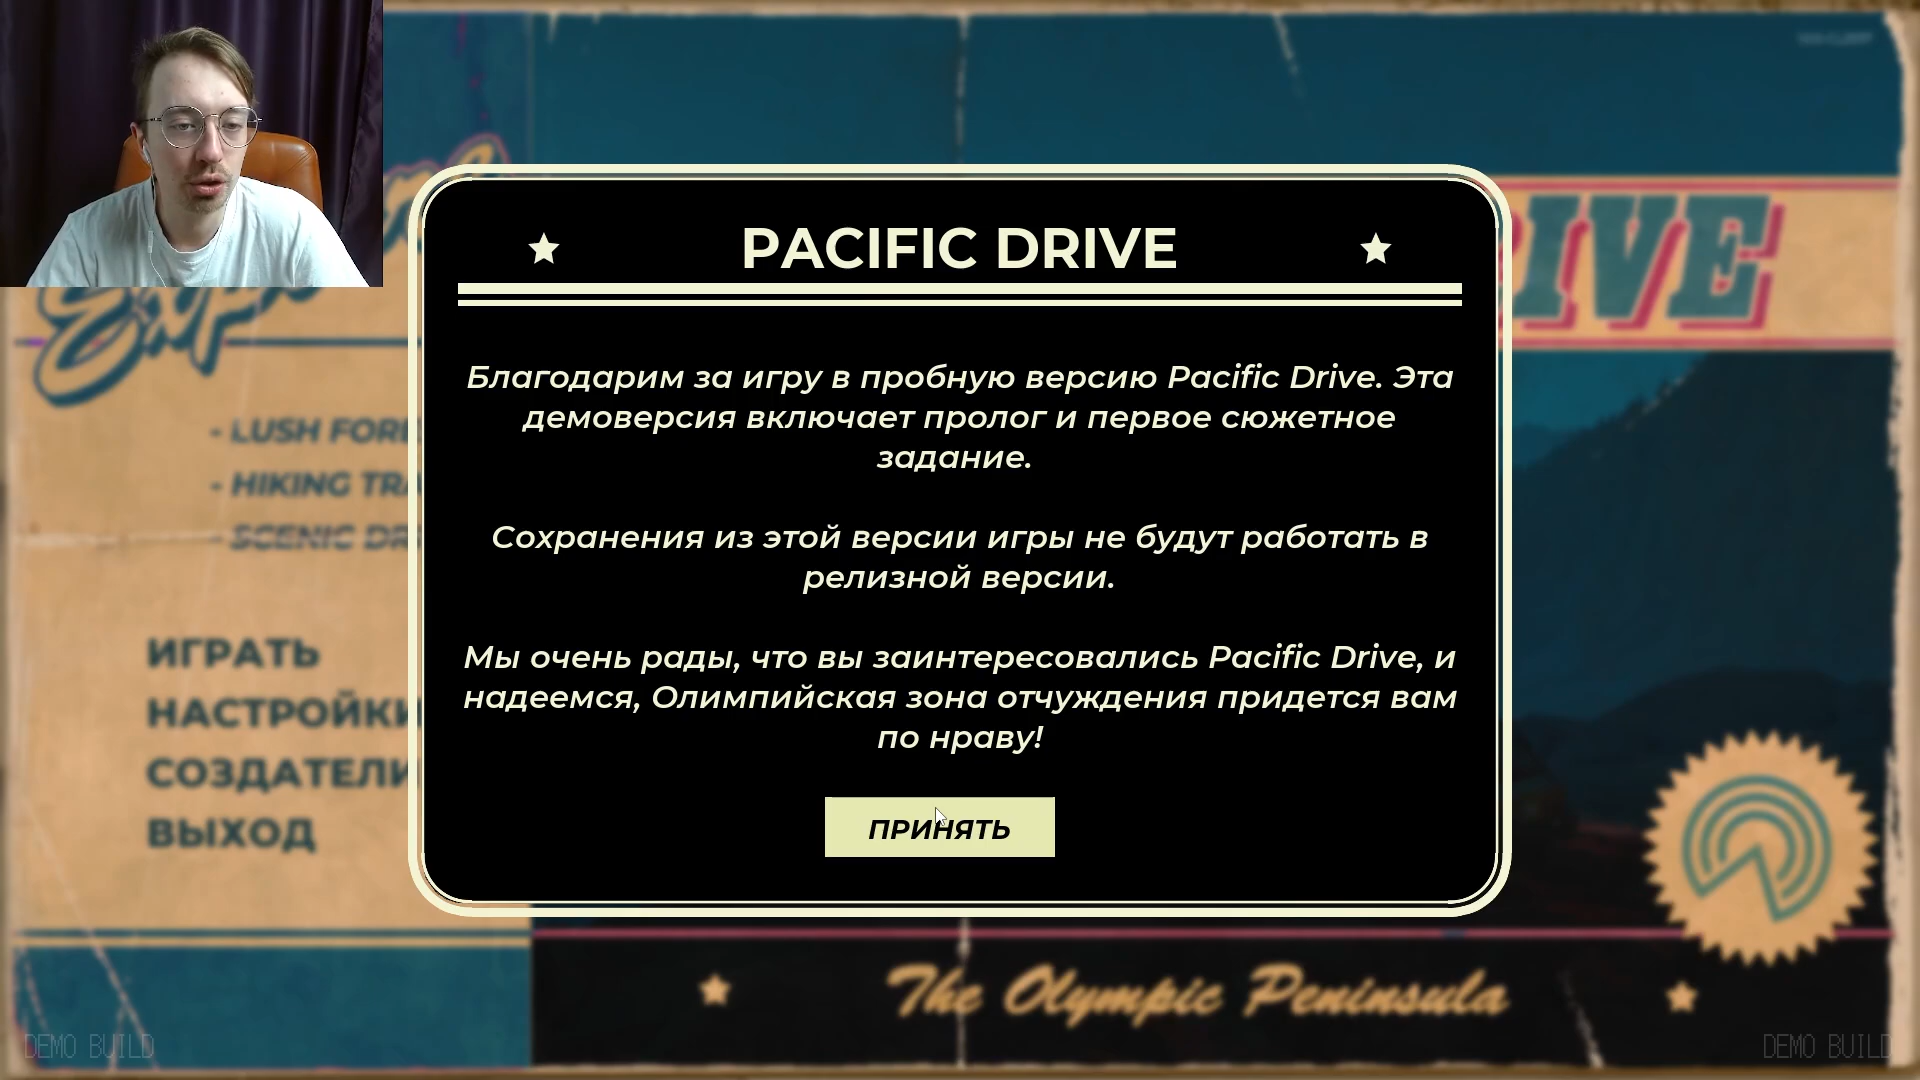 PACIFIC DRIVE
Благодарим за игру в пробную версию Pacific Drive. Эта
демоверсия включает пролог и первое сюжетное
задание.
Сохранения из этой версии игры не будут работать в
релизной версии.
Мы очень рады, что вы заинтересовались Pacific Drive, и
надеемся, Олимпийская зона отчуждения придется вам
по нраву!
ПРИНЯТЬ
IVE
- LUSH FORE
- HIKING TRA
- SCENIC DR
ИГРАТЬ
НАСТРОЙКИ
СОЗДАТЕЛИ
ВЫХОД
The Olympic Peninsula
DEMO BUILD
DEMO BUILD